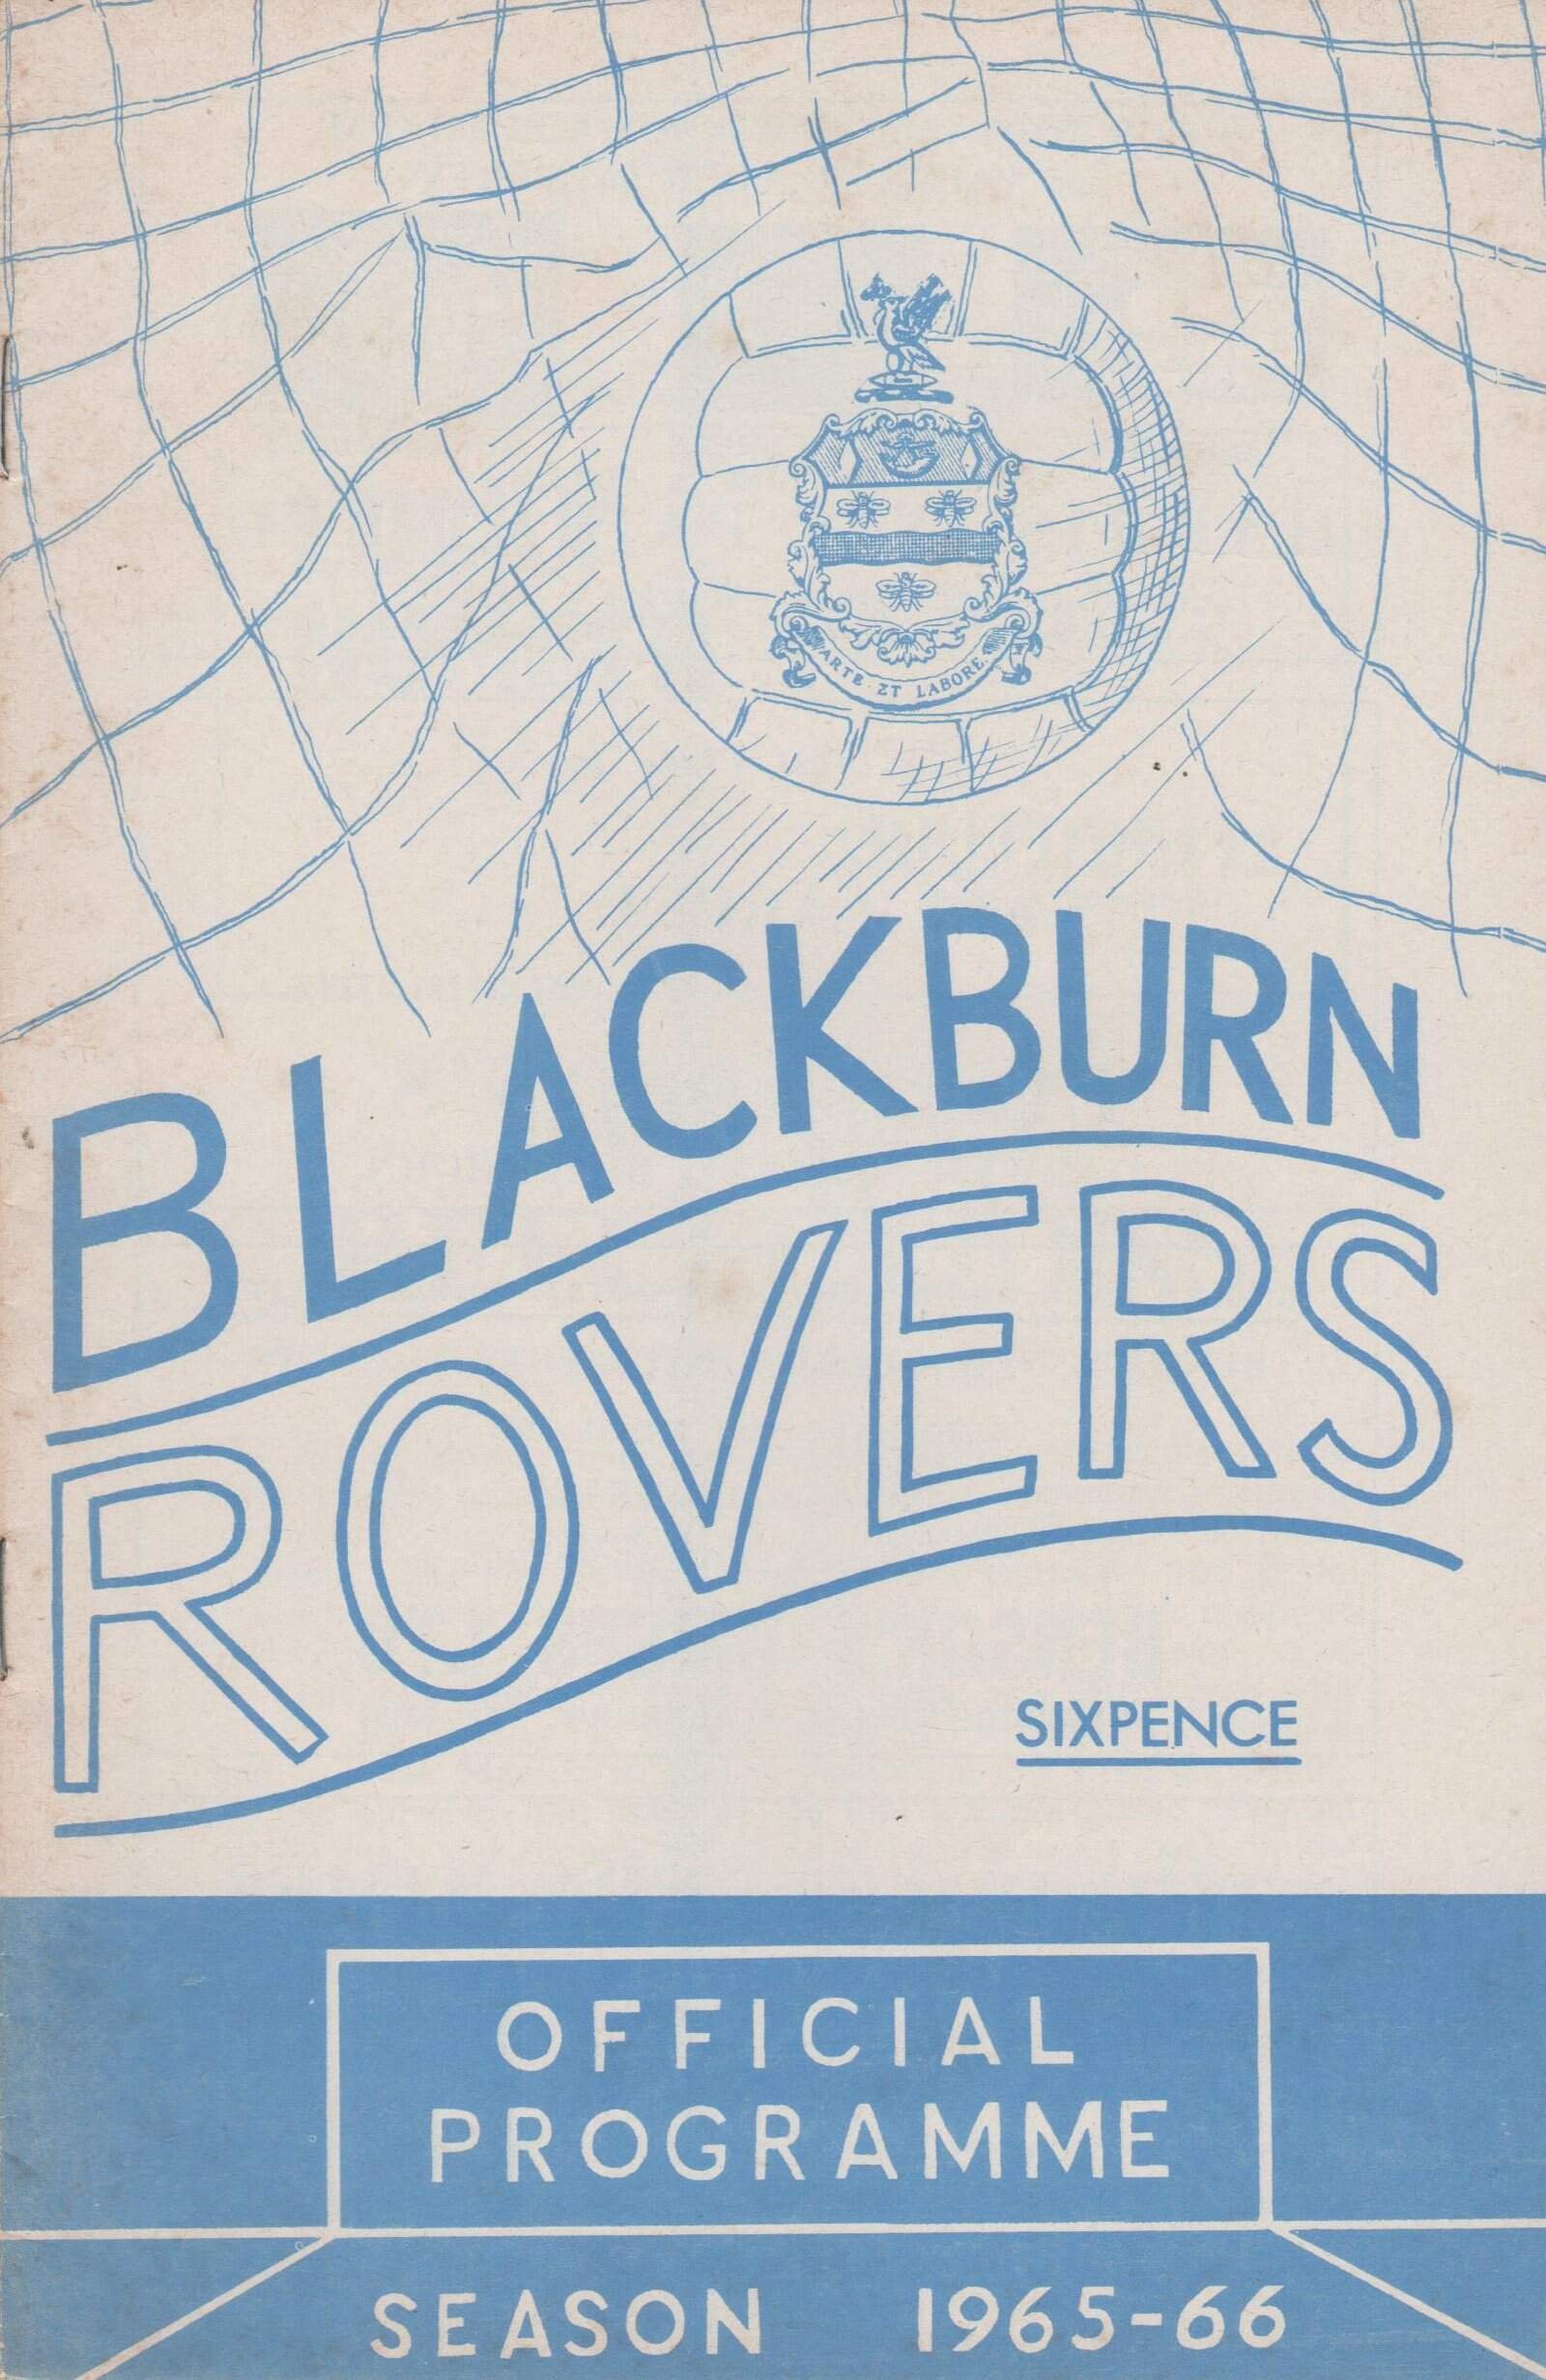 ARTE ET LABORE.
BLACKBURN
ROVERS
SIXPENCE
OFFICIAL
PROGRAMME
SEASON 1965-66